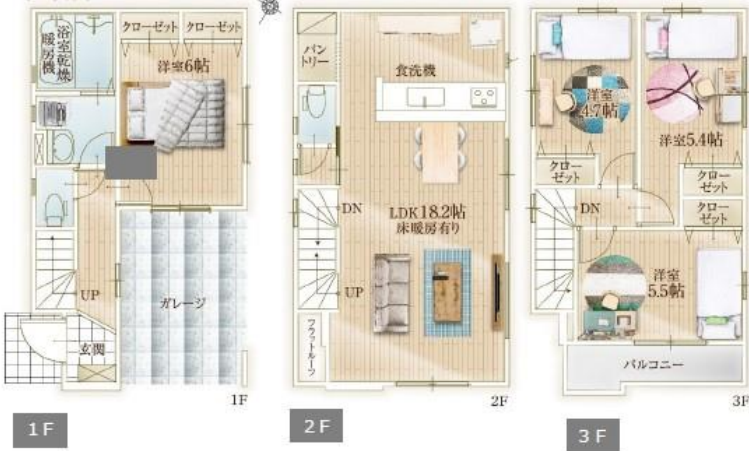 浴室乾燥
暖房機
クローゼット
クローゼット
洋室6帖
UP
ガレージ
玄関
1F
1F
パン
トリー
食洗機
DN
LDK18.2帖
床暖房有り
UP
フラットルーフ
2F
2F
洋室
4.7帖
洋室5.4帖
クロー
ゼット
クロー
ゼット
クロー
ゼット
DN
洋室
5.5帖
バルコニー
3F
3F